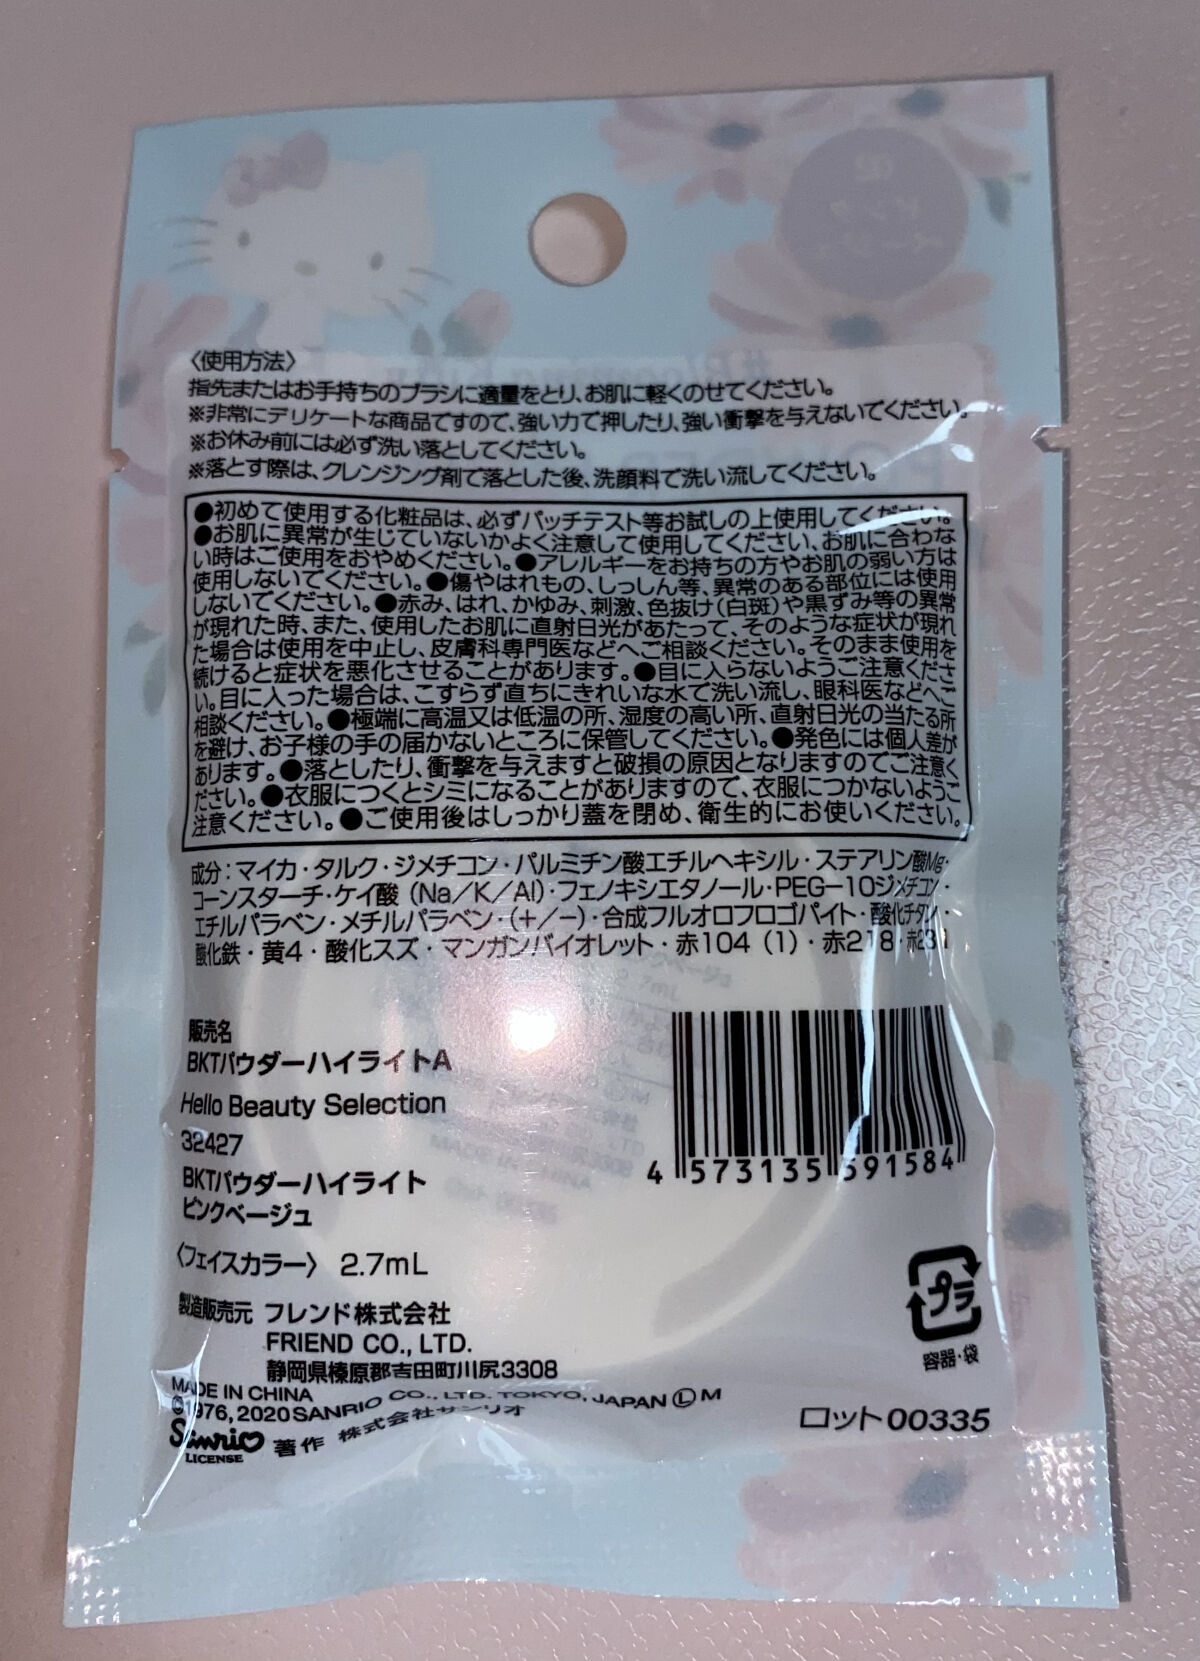 〈使用方法〉
指先またはお手持ちのブラシに適量をとり、お肌に軽くのせてください。
※非常にデリケートな商品ですので、強い力で押したり、強い衝撃を与えないでください。
※お休み前には必ず洗い落としてください。
※落とす際は、クレンジング剤で落とした後、洗顔料で洗い流してください。
●初めて使用する化粧品は、必ずパッチテスト等お試しの上使用してください。
●お肌に異常が生じていないかよく注意して使用してください。お肌に合わな
い時はご使用をおやめください。●アレルギーをお持ちの方やお肌の弱い方は
使用しないでください。●傷やはれもの、しっしん等、異常のある部位には使用
しないでください。●赤み、はれ、かゆみ、刺激、色抜け(白斑)や黒ずみ等の異常
が現れた時、また、使用したお肌に直射日光があたって、そのような症状が現れ
た場合は使用を中止し、皮膚科専門医などへご相談ください。そのまま使用を
続けると症状を悪化させることがあります。●目に入らないようご注意くださ
い。目に入った場合は、こすらず直ちにきれいな水で洗い流し、眼科医などへご
相談ください。●極端に高温又は低温の所、湿度の高い所、直射日光の当たる所
を避け、お子様の手の届かないところに保管してください。●発色には個人差が
あります。●落としたり、衝撃を与えますと破損の原因となりますのでご注意く
ださい。●衣服につくとシミになることがありますので、衣服につかないようご
注意ください。●ご使用後はしっかり蓋を閉め、衛生的にお使いください。
成分：マイカ・タルク・ジメチコン・パルミチン酸エチルヘキシル・ステアリン酸Mg・
コーンスターチ・ケイ酸（Na／K／Al）・フェノキシエタノール・PEG－10ジメチコン・
エチルパラベン・メチルパラベン・（＋／－）・合成フルオロフロゴパイト・酸化チタン・
酸化鉄・黄4・酸化スズ・マンガンバイオレット・赤104（1）・赤218・赤231
販売名
BKTパウダーハイライトA
Hello Beauty Selection
32427
BKTパウダーハイライト
ピンクベージュ
〈フェイスカラー〉 2.7mL
4 573135 591584
プラ
容器・袋
製造販売元 フレンド株式会社
FRIEND CO., LTD.
静岡県榛原郡吉田町川尻3308
MADE IN CHINA
©1976, 2020 SANRIO CO., LTD. TOKYO, JAPAN Ⓛ M
Sanrio
LICENSE
著作 株式会社サンリオ
ロット00335